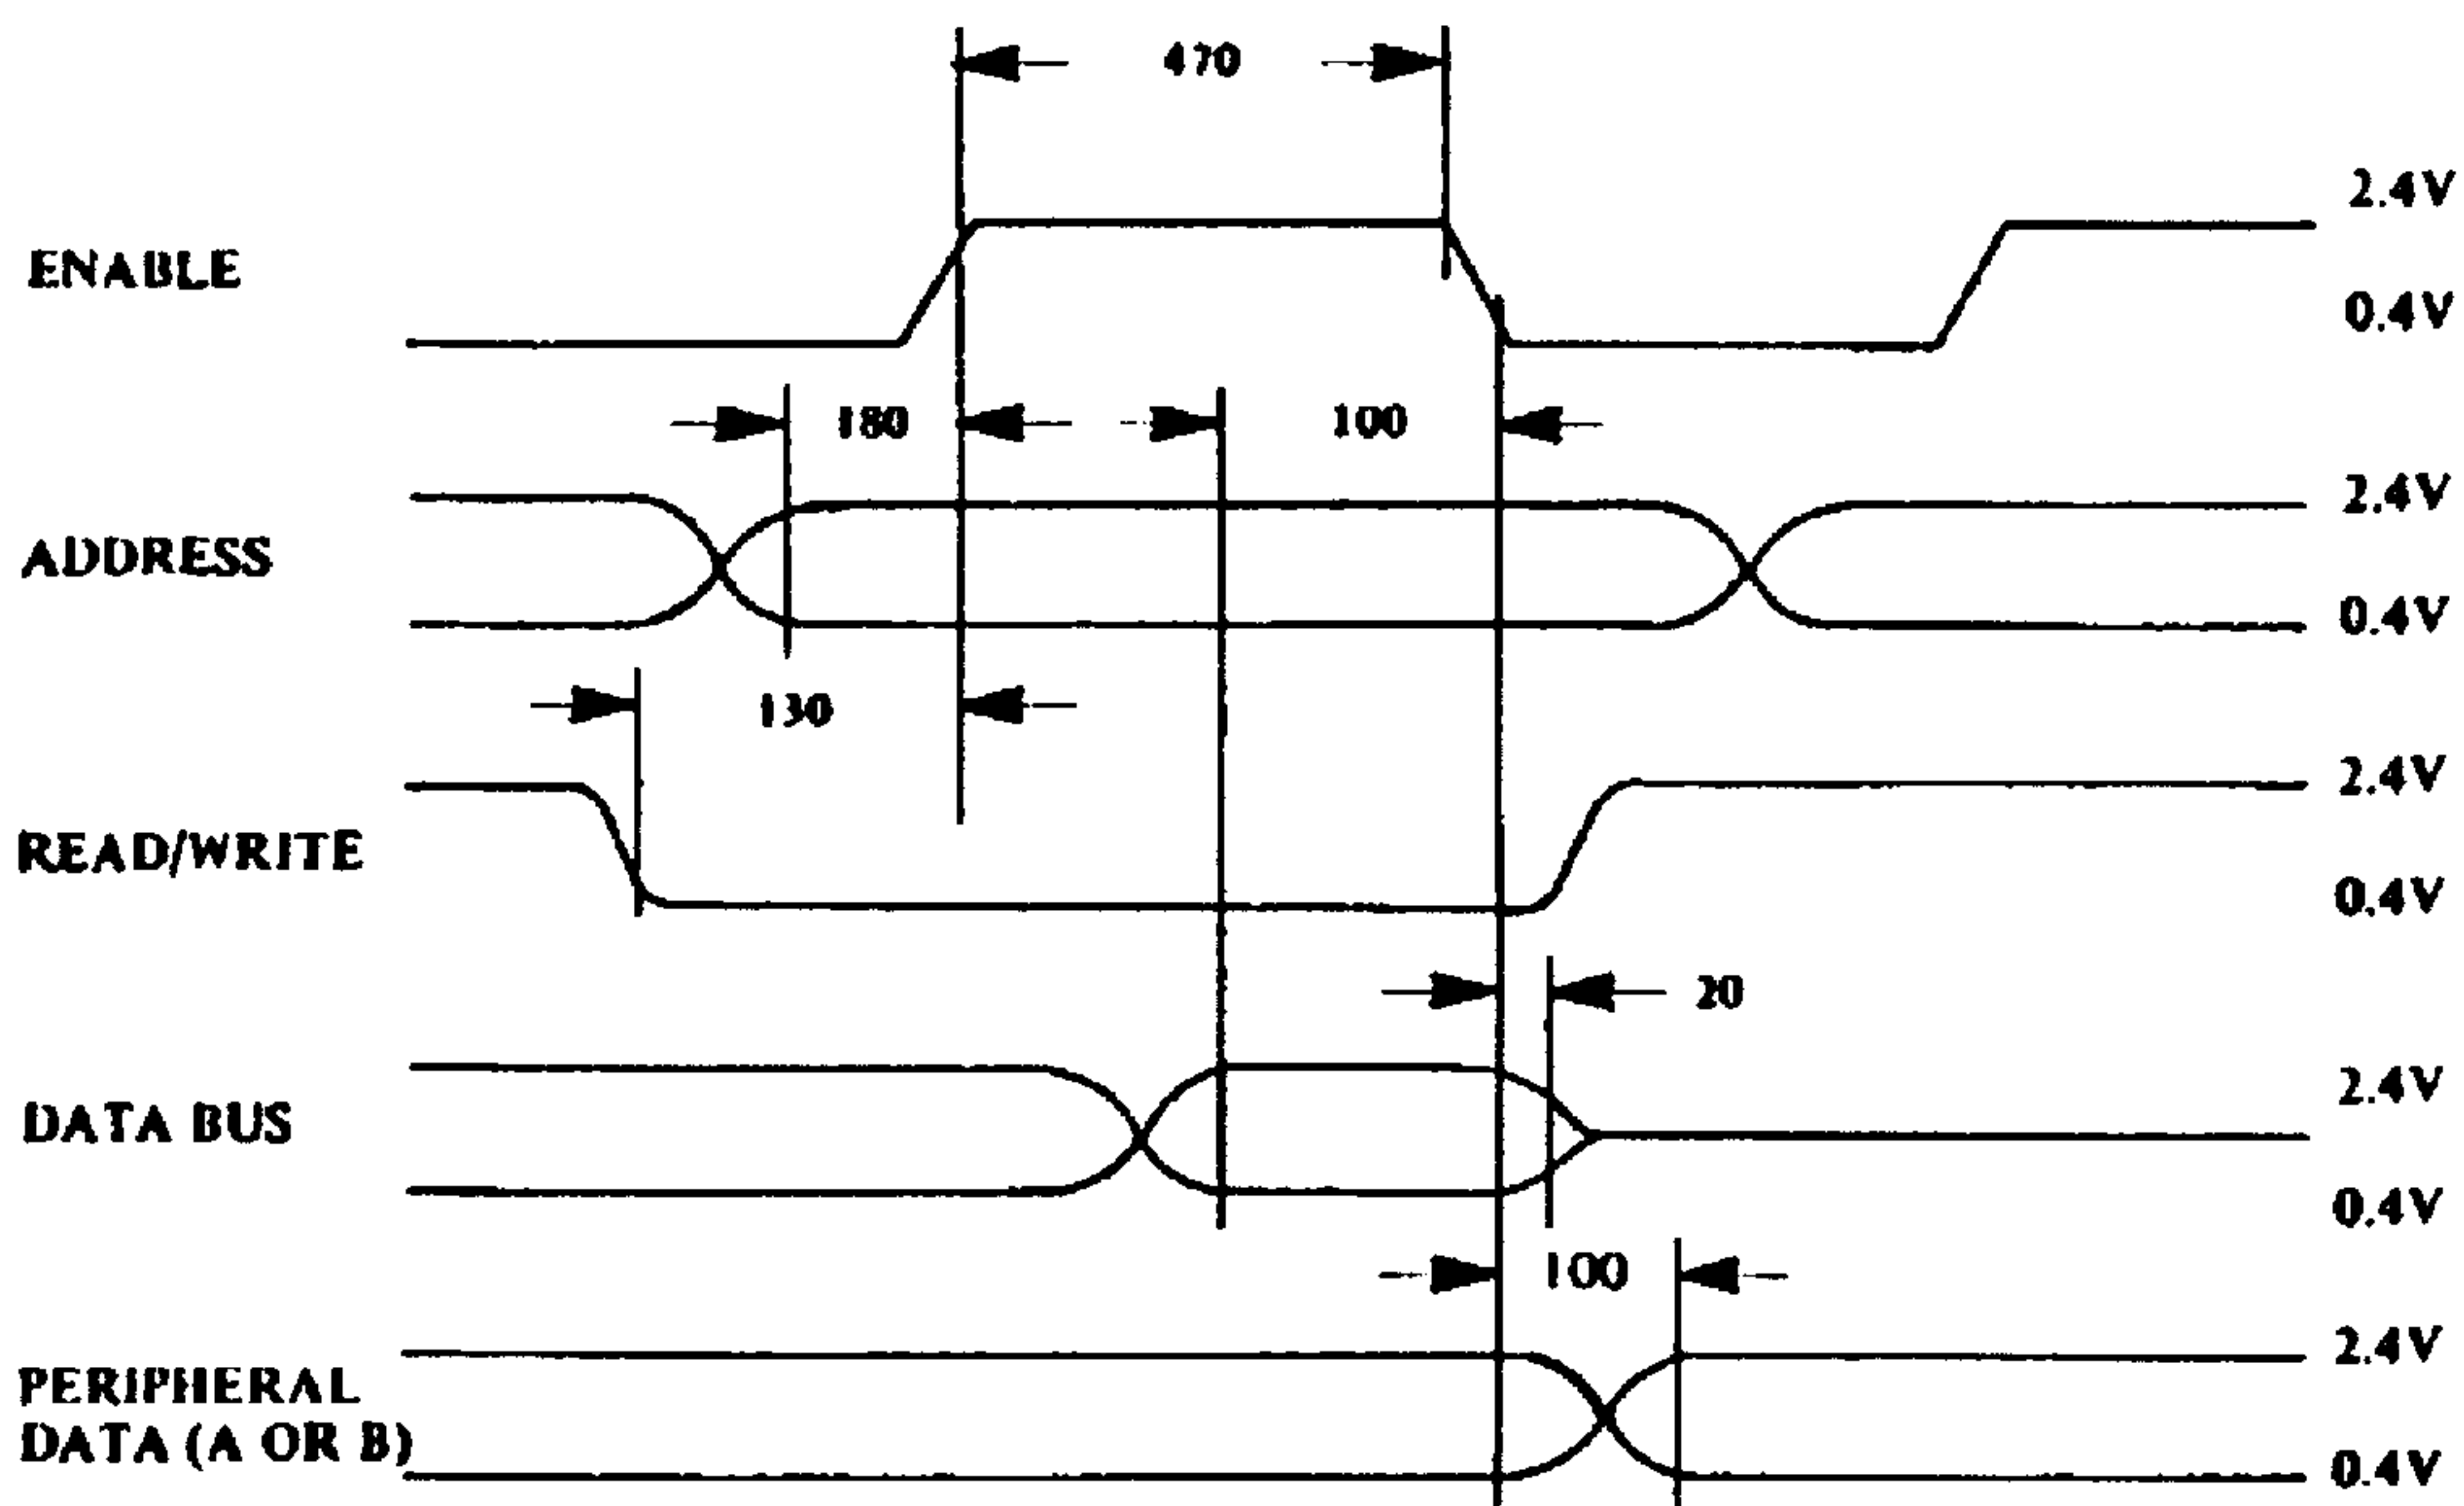 470
2.4V
ENABLE
0.4V
180
100
2.4V
ADDRESS
0.4V
130
2.4V
READ/WRITE
0.4V
20
2.4V
DATA BUS
0.4V
100
2.4V
PERIPHERAL
DATA (A OR B)
0.4V